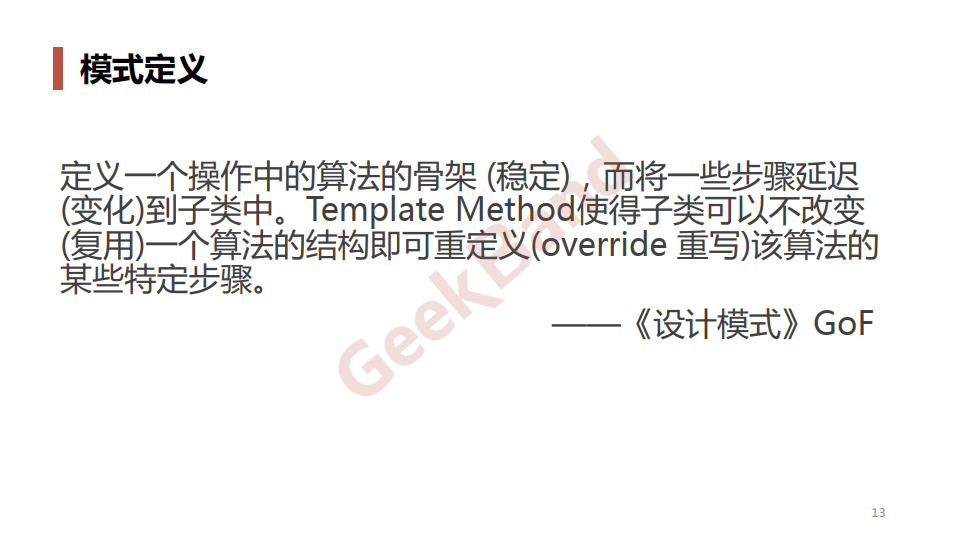 模式定义
定义一个操作中的算法的骨架 (稳定) ，而将一些步骤延迟
(变化)到子类中。Template Method使得子类可以不改变
(复用)一个算法的结构即可重定义(override 重写)该算法的
某些特定步骤。
——《设计模式》GoF
GeekBand
13